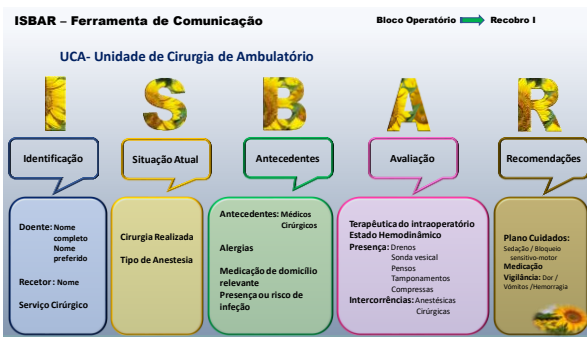 ISBAR – Ferramenta de Comunicação
Bloco Operatório Recobro I
UCA- Unidade de Cirurgia de Ambulatório
I S B A R
Identificação
Situação Atual
Antecedentes
Avaliação
Recomendações
Doente: Nome
completo
Nome
preferido
Recetor: Nome
Serviço Cirúrgico
Cirurgia Realizada
Tipo de Anestesia
Antecedentes: Médicos
Cirúrgicos
Alergias
Medicação de domicílio
relevante
Presença ou risco de
infeção
Terapêutica do intraoperatório
Estado Hemodinâmico
Presença: Drenos
Sonda vesical
Pensos
Tamponamentos
Compressas
Intercorrências: Anestésicas
Cirúrgicas
Plano Cuidados:
Sedação / Bloqueio
sensitivo-motor
Medicação
Vigilância: Dor /
Vómitos /Hemorragia